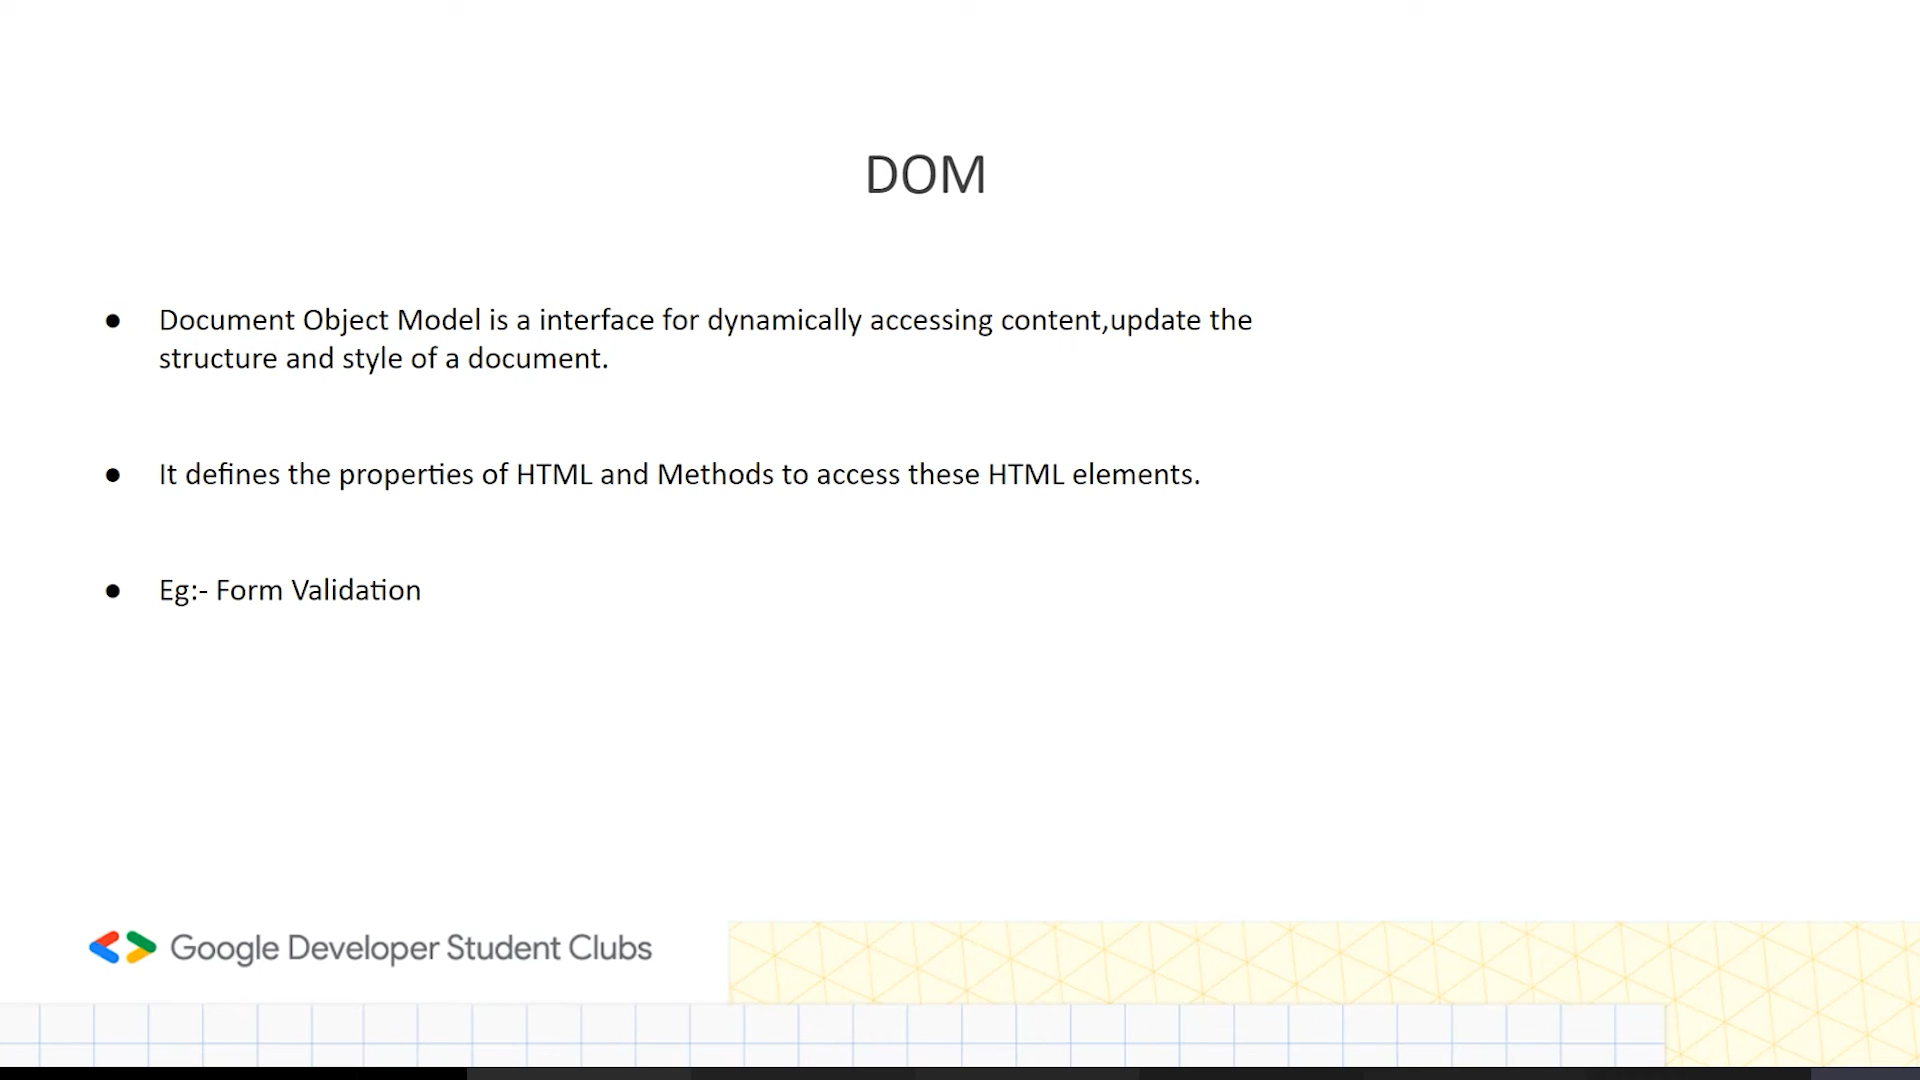 DOM
● Document Object Model is a interface for dynamically accessing content,update the
structure and style of a document.
● It defines the properties of HTML and Methods to access these HTML elements.
● Eg:- Form Validation
Google Developer Student Clubs